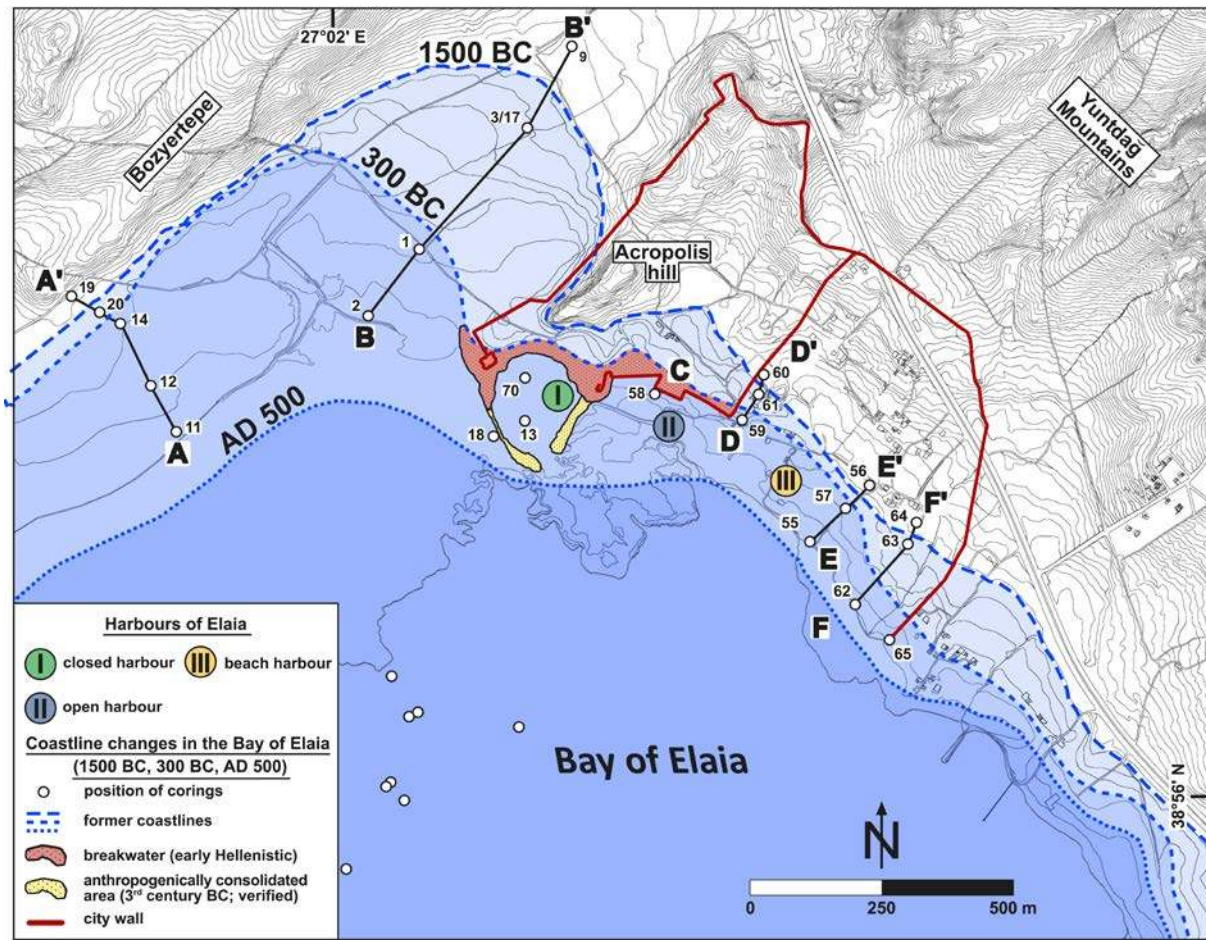 27°02' E
B'
9
1500 BC
3/17
Bozyertepe
Yuntdağ
Mountains
300 BC
1
Acropolis
hill
A'
19
20
14
2
B
12
11
A
AD 500
C
D'
60
61
59
D
70
I
58
II
13
18
III
56
E'
57
55
E
64
F'
63
62
F
65
Bay of Elaia
38°56' N
N
0
250
500 m
Harbours of Elaia
I closed harbour
III beach harbour
II open harbour
Coastline changes in the Bay of Elaia
(1500 BC, 300 BC, AD 500)
position of corings
former coastlines
breakwater (early Hellenistic)
anthropogenically consolidated
area (3rd century BC; verified)
city wall